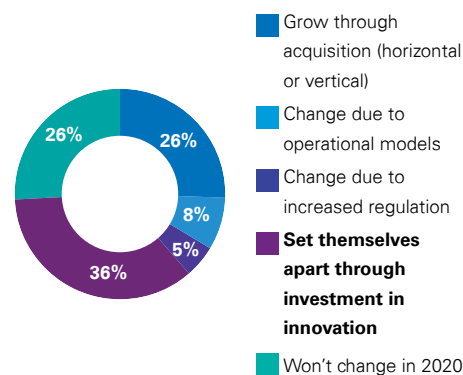 Grow through
acquisition (horizontal
or vertical)
Change due to
operational models
Change due to
increased regulation
Set themselves
apart through
investment in
innovation
Won't change in 2020
26%
26%
8%
5%
36%